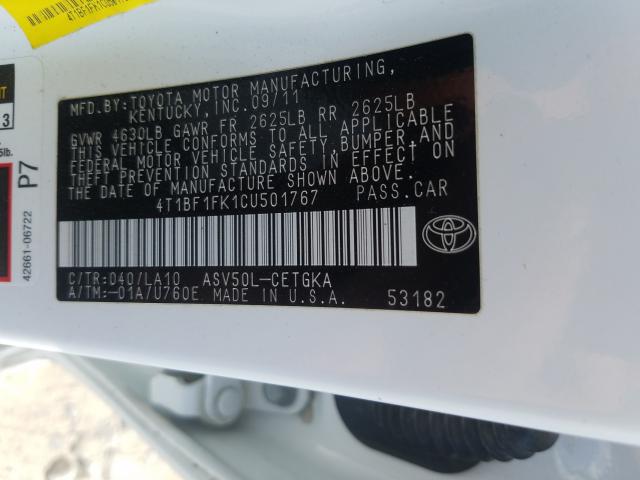 MFD.BY:TOYOTA MOTOR MANUFACTURING,
KENTUCKY, INC. 09/11
GVWR 4630LB GAWR FR 2625LB RR 2625LB
THIS VEHICLE CONFORMS TO ALL APPLICABLE
FEDERAL MOTOR VEHICLE SAFETY, BUMPER, AND
THEFT PREVENTION STANDARDS IN EFFECT ON
THE DATE OF MANUFACTURE SHOWN ABOVE.
4T1BF1FK1CU501767 PASS.CAR
C/TR:040/LA10 ASV50L-CETGKA
A/TM:-01A/U760E MADE IN U.S.A. 53182
P7
42661-06722
3
5lb.